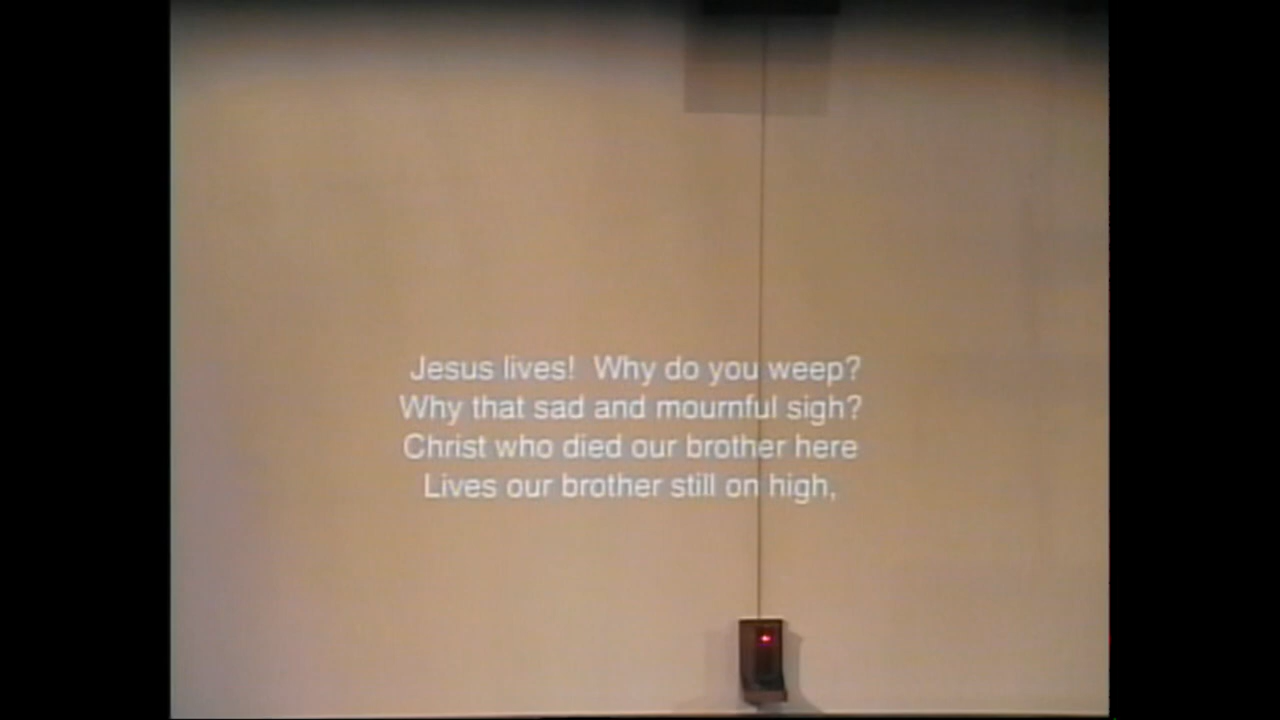 Jesus lives!  Why do you weep?
Why that sad and mournful sigh?
Christ who died our brother here
Lives our brother still on high,